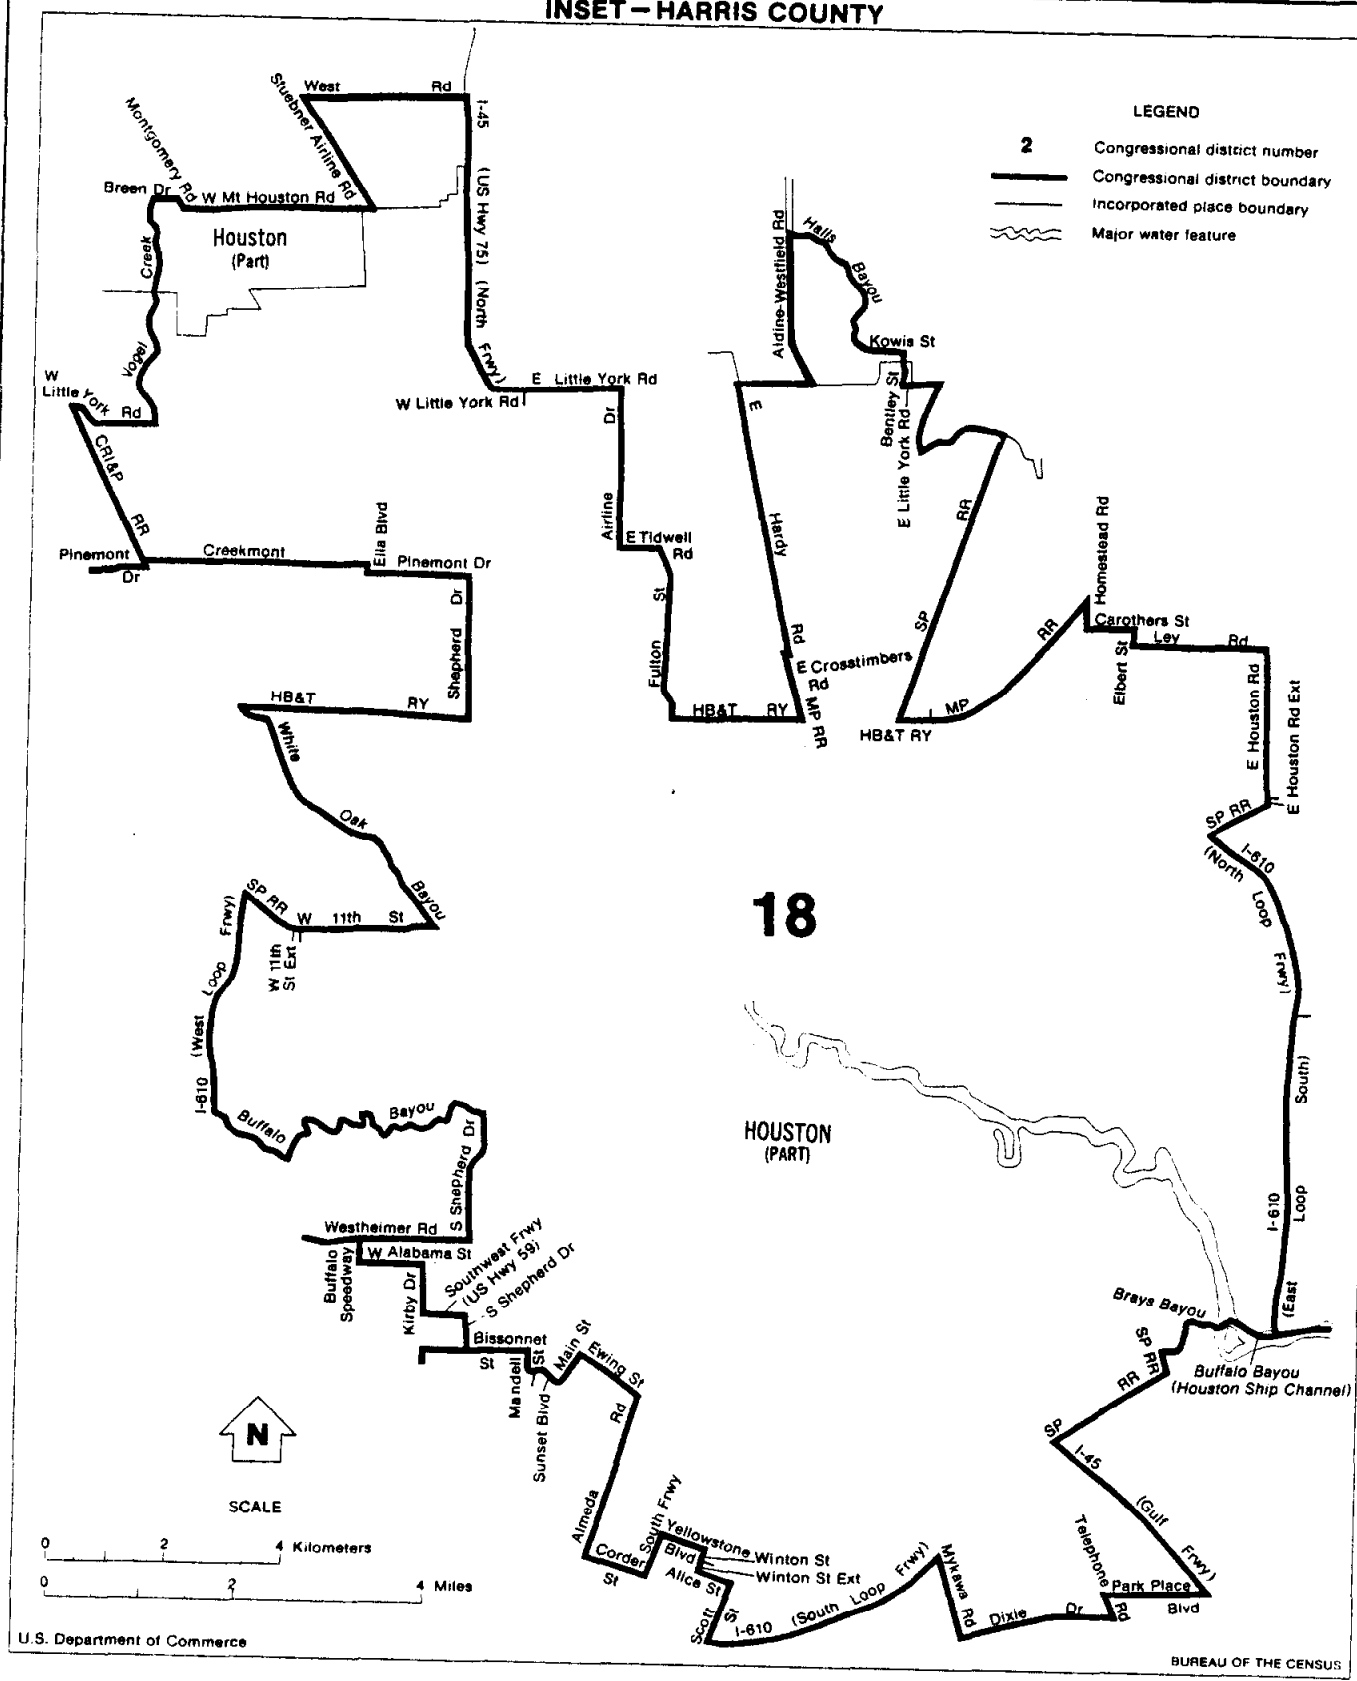 INSET—HARRIS COUNTY
LEGEND
2 Congressional district number
Congressional district boundary
Incorporated place boundary
Major water feature
West Rd
Stuebner Airline Rd
I-45
(US Hwy 75) (North Frwy)
Montgomery Rd
Breen Dr
W Mt Houston Rd
Houston
(Part)
Vogel Creek
W
Little York Rd
CRI&P RR
Pinemont
Dr
Creekmont
Ella Blvd
Pinemont Dr
Shepherd Dr
HB&T RY
White Oak Bayou
W Little York Rd
E Little York Rd
Airline Dr
E Tidwell
Rd
Fulton St
HB&T RY
MP RR
E Crosstimbers
Rd
E Hardy Rd
Aldine-Westfield Rd
Halls Bayou
Kowis St
Bentley St
E Little York Rd
SP RR
HB&T RY
MP RR
Homestead Rd
Carothers St
Elbert St
Ley Rd
E Houston Rd
E Houston Rd Ext
SP RR
I-610
(North Loop Frwy)
18
SP RR
W 11th St
W 11th
St Ext
I-610 (West Loop Frwy)
Buffalo Bayou
S Shepherd Dr
Westheimer Rd
Buffalo
Speedway
W Alabama St
Kirby Dr
Southwest Frwy
(US Hwy 59)
S Shepherd Dr
Bissonnet
St
Mandell St
Sunset Blvd
Main St
Ewing St
Almeda Rd
Corder
St
South Frwy
Yellowstone
Blvd
Winton St
Winton St Ext
Alice St
Scott St
I-610 (South Loop Frwy)
Mykawa Rd
Dixie Dr
Telephone Rd
Park Place
Blvd
I-45 (Gulf Frwy)
SP RR
SP RR
Brays Bayou
Buffalo Bayou
(Houston Ship Channel)
I-610
(East Loop South)
HOUSTON
(PART)
N
SCALE
0 2 4 Kilometers
0 2 4 Miles
U.S. Department of Commerce
BUREAU OF THE CENSUS